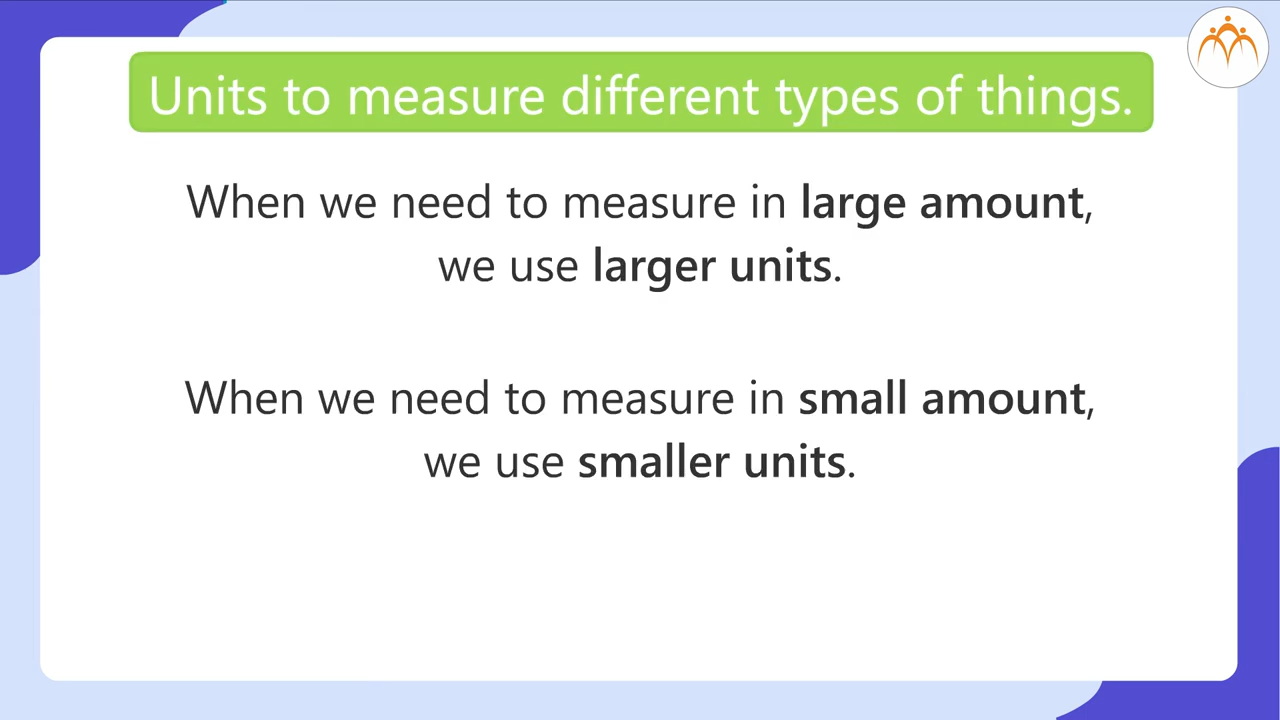 Units to measure different types of things.
When we need to measure in large amount,
we use larger units.
When we need to measure in small amount,
we use smaller units.